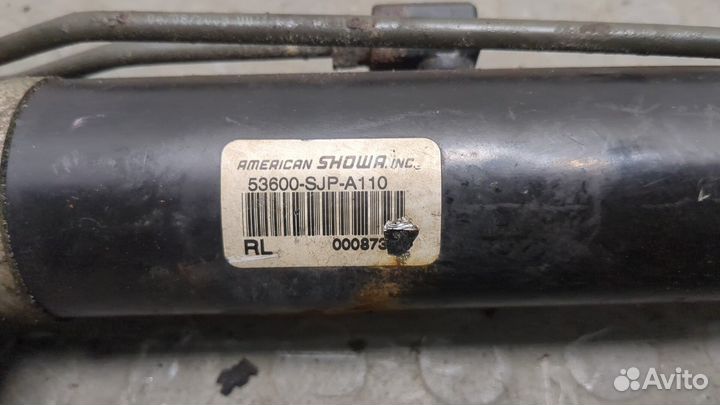 AMERICAN SHOWA. INC.
53600-SJP-A110
RL 000873
Avito